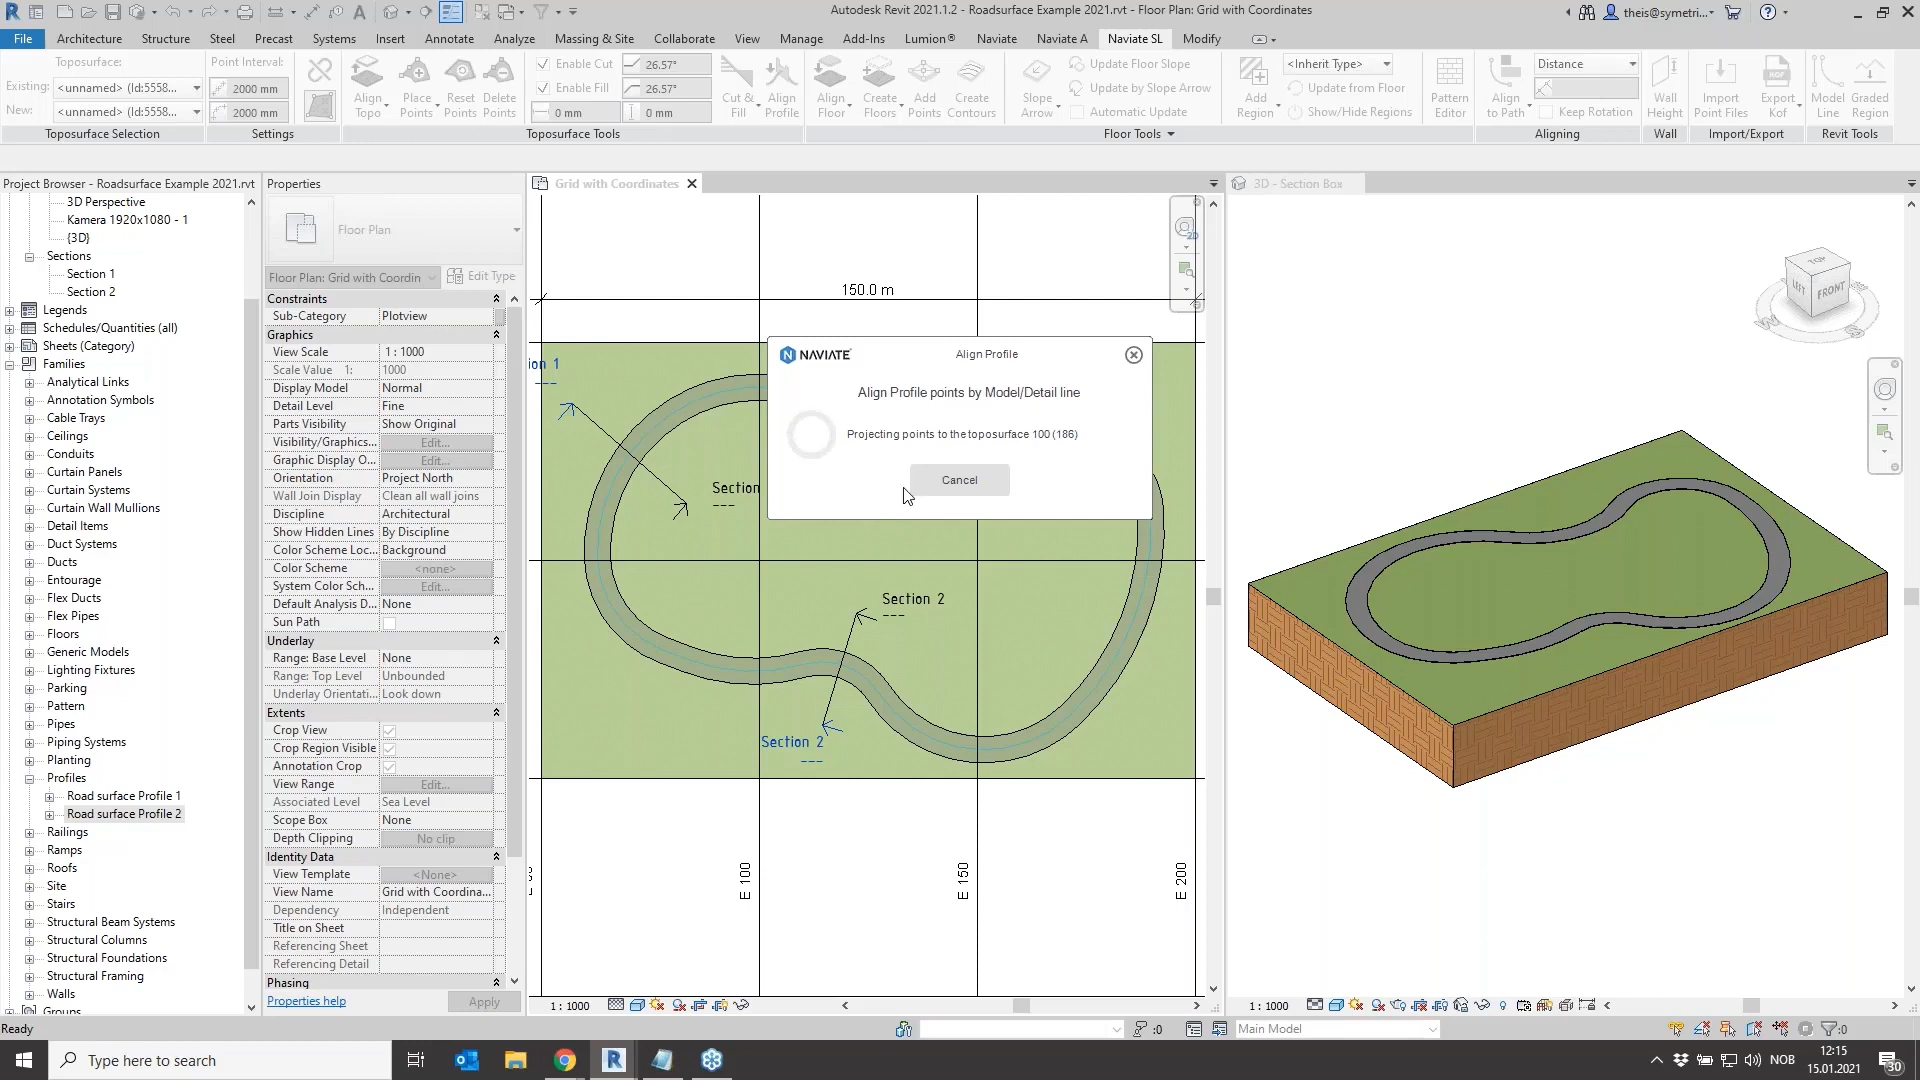 Autodesk Revit 2021.1.2 - Roadsurface Example 2021.rvt - Floor Plan: Grid with Coordinates
theis@symetri...
File Architecture Structure Steel Precast Systems Insert Annotate Analyze Massing & Site Collaborate View Manage Add-Ins Lumion® Naviate Naviate A Naviate SL Modify
Toposurface: Point Interval:
Existing: <unnamed> (Id:5558... 2000 mm
New: <unnamed> (Id:5558... 2000 mm
Align Topo
Place Points
Reset Points
Delete Points
Enable Cut 26.57°
Enable Fill 26.57°
0 mm 0 mm
Cut & Fill
Align Profile
Align Floor
Create Floors
Add Points
Create Contours
Slope Arrow
Update Floor Slope
Update by Slope Arrow
Automatic Update
Add Region
<Inherit Type>
Update from Floor
Show/Hide Regions
Pattern Editor
Align to Path
Distance
Keep Rotation
Wall Height
Import Point Files
Export Kof
Model Line
Graded Region
Toposurface Selection Settings Toposurface Tools Floor Tools Aligning Wall Import/Export Revit Tools
Project Browser - Roadsurface Example 2021.rvt
3D Perspective
Kamera 1920x1080 - 1
{3D}
Sections
Section 1
Section 2
Legends
Schedules/Quantities (all)
Sheets (Category)
Families
Analytical Links
Annotation Symbols
Cable Trays
Ceilings
Conduit
Curtain Panels
Curtain Systems
Curtain Wall Mullions
Detail Items
Duct Systems
Ducts
Entourage
Flex Ducts
Flex Pipes
Floors
Generic Models
Lighting Fixtures
Parking
Pattern
Pipes
Piping Systems
Planting
Profiles
Road surface Profile 1
Road surface Profile 2
Railings
Ramps
Roofs
Site
Stairs
Structural Beam Systems
Structural Columns
Structural Foundations
Structural Framing
Walls
Groups
Properties
Floor Plan
Floor Plan: Grid with Coordin Edit Type
Constraints
Sub-Category Plotview
Graphics
View Scale 1 : 1000
Scale Value 1: 1000
Display Model Normal
Detail Level Fine
Parts Visibility Show Original
Visibility/Graphics... Edit...
Graphic Display O... Edit...
Orientation Project North
Wall Join Display Clean all wall joins
Discipline Architectural
Show Hidden Lines By Discipline
Color Scheme Loc... Background
Color Scheme <none>
System Color Sch... Edit...
Default Analysis D... None
Sun Path
Underlay
Range: Base Level None
Range: Top Level Unbounded
Underlay Orientati... Look down
Extents
Crop View
Crop Region Visible
Annotation Crop
View Range Edit...
Associated Level Sea Level
Scope Box None
Depth Clipping No clip
Identity Data
View Template <None>
View Name Grid with Coordina...
Dependency Independent
Title on Sheet
Referencing Sheet
Referencing Detail
Phasing
Properties help Apply
Grid with Coordinates
150.0 m
ion 1
Section
Section 2
Section 2
E 100
E 150
E 200
NAVIATE Align Profile
Align Profile points by Model/Detail line
Projecting points to the toposurface 100 (186)
Cancel
3D - Section Box
TOP
LEFT
FRONT
W
S
1 : 1000
1 : 1000
Ready
:0
Main Model
:0
Type here to search
NOB
12:15
15.01.2021
30